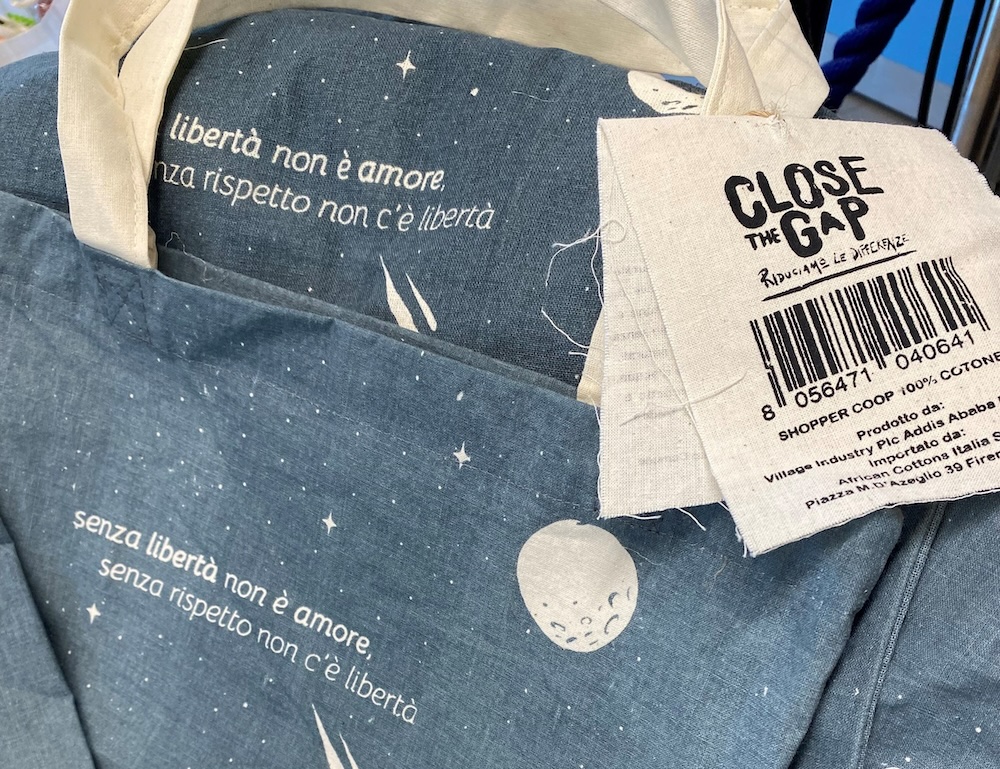 libertà non è amore,
rispetto non c'è libertà
senza libertà non è amore,
senza rispetto non c'è libertà
CLOSE
THE GAP
RIDUCIAMO LE DIFFERENZE
8 056471 040641
SHOPPER COOP 100% COTONE
Prodotto da:
Village Industry Plc Addis Ababa
Importato da:
African Cottons Italia
Piazza M.D'Azeglio 39